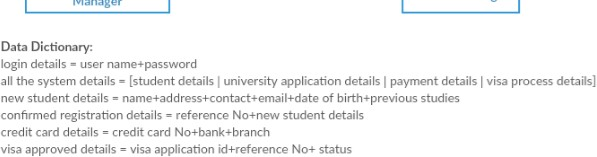 Manager
Data Dictionary:
login details = user name+password
all the system details = [student details | university application details | payment details | visa process details]
new student details = name+address+contact+email+date of birth+previous studies
confirmed registration details = reference No+new student details
credit card details = credit card No+bank+branch
visa approved details = visa application id+reference No+ status